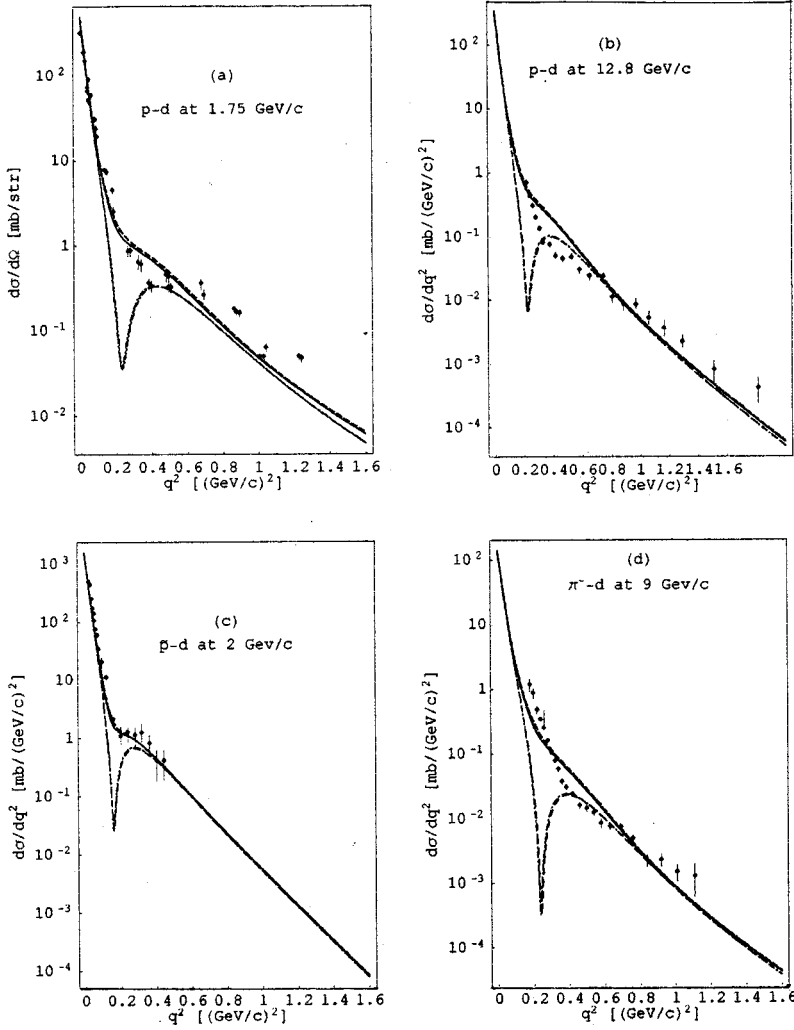 (a)
p-d at 1.75 GeV/c
dσ/dΩ [mb/str]
10²
10
1
10⁻¹
10⁻²
0 0.2 0.4 0.6 0.8 1 1.2 1.4 1.6
q² [(GeV/c)²]
(b)
p-d at 12.8 GeV/c
dσ/dq² [mb/(GeV/c)²]
10²
10
1
10⁻¹
10⁻²
10⁻³
10⁻⁴
0 0.20.40.60.8 1 1.21.41.6
q² [(GeV/c)²]
(c)
p̄-d at 2 Gev/c
dσ/dq² [mb/(GeV/c)²]
10³
10²
10
1
10⁻¹
10⁻²
10⁻³
10⁻⁴
0 0.2 0.4 0.6 0.8 1 1.2 1.4 1.6
q² [(GeV/c)²]
(d)
π⁻-d at 9 Gev/c
dσ/dq² [mb/(GeV/c)²]
10²
10
1
10⁻¹
10⁻²
10⁻³
10⁻⁴
0 0.2 0.4 0.6 0.8 1 1.2 1.4 1.6
q² [(GeV/c)²]